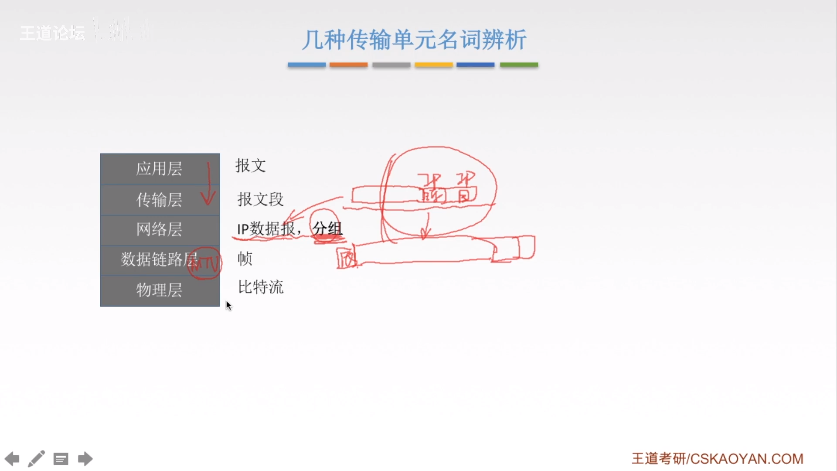 王道论坛
几种传输单元名词辨析
应用层 报文
传输层 报文段
网络层 IP数据报，分组
数据链路层 帧
物理层 比特流
王道考研/CSKAOYAN.COM